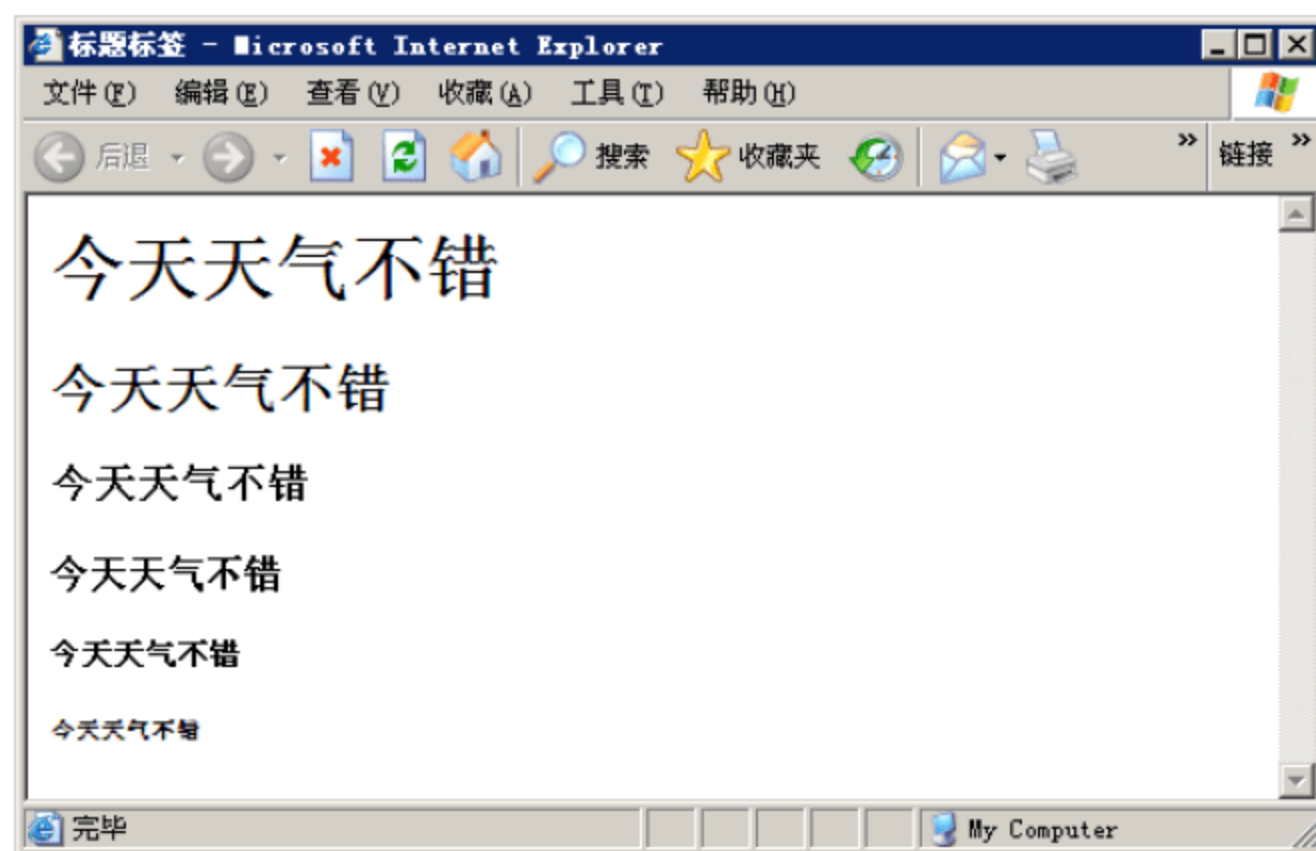 标题标签 - Microsoft Internet Explorer
文件(F) 编辑(E) 查看(V) 收藏(A) 工具(T) 帮助(H)
后退 搜索 收藏夹 » 链接 »
今天天气不错
今天天气不错
今天天气不错
今天天气不错
今天天气不错
今天天气不错
完毕 My Computer